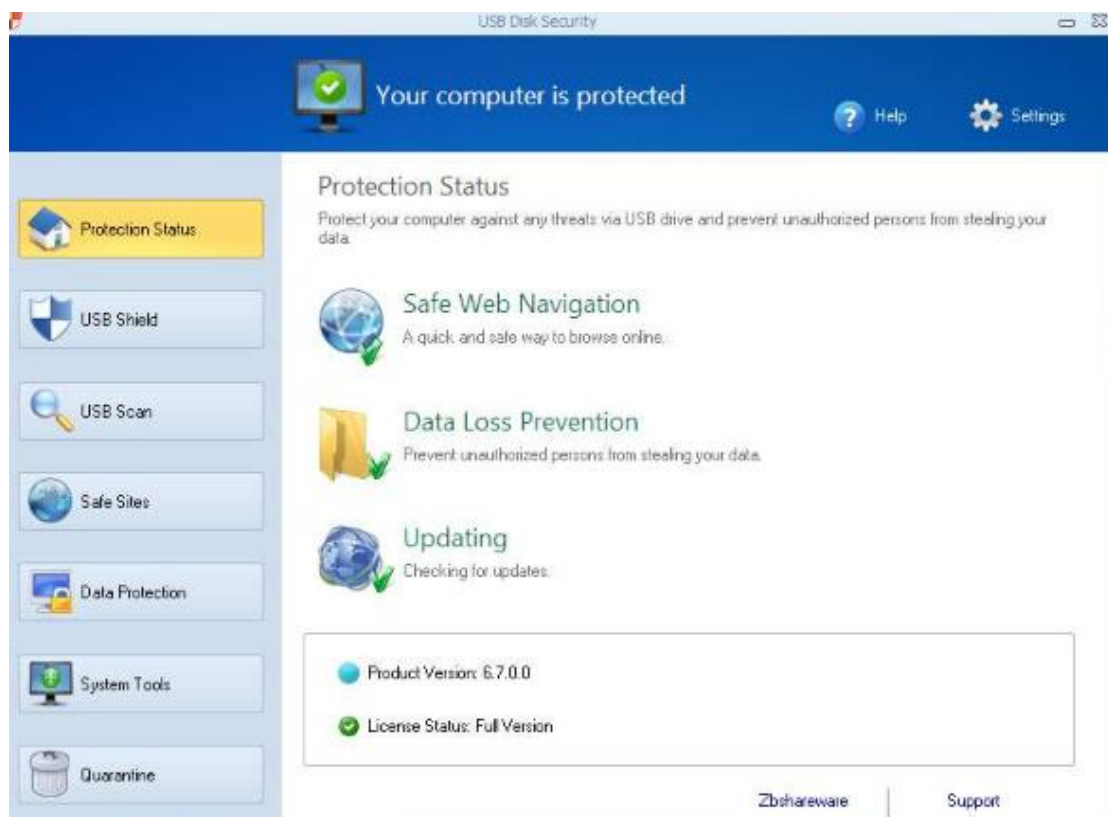 USB Disk Security
Your computer is protected
Help
Settings
Protection Status
USB Shield
USB Scan
Safe Sites
Data Protection
System Tools
Quarantine
Protection Status
Protect your computer against any threats via USB drive and prevent unauthorized persons from stealing your
data.
Safe Web Navigation
A quick and safe way to browse online.
Data Loss Prevention
Prevent unauthorized persons from stealing your data.
Updating
Checking for updates.
Product Version: 6.7.0.0
License Status: Full Version
Zbshareware
Support